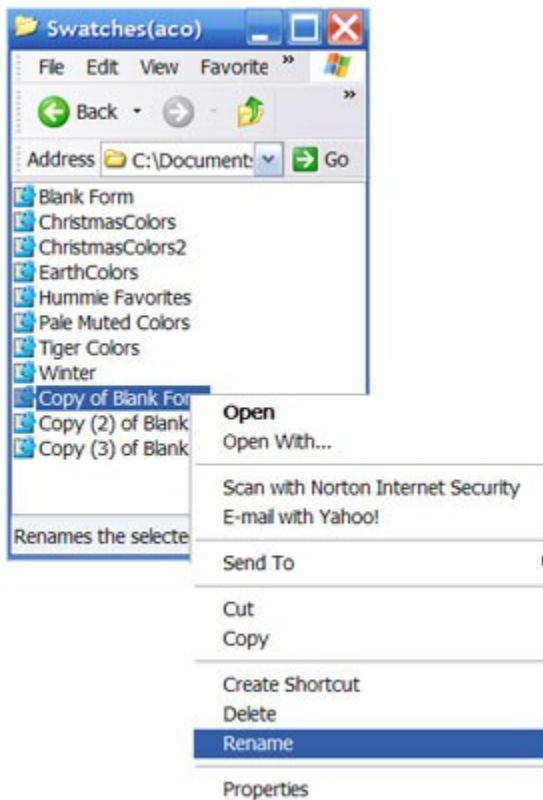 Swatches(aco)
File Edit View Favorite »
Back »
Address C:\Document: Go
Blank Form
ChristmasColors
ChristmasColors2
EarthColors
Hummie Favorites
Pale Muted Colors
Tiger Colors
Winter
Copy of Blank For
Copy (2) of Blank
Copy (3) of Blank
Renames the selecte
Open
Open With...
Scan with Norton Internet Security
E-mail with Yahoo!
Send To
Cut
Copy
Create Shortcut
Delete
Rename
Properties